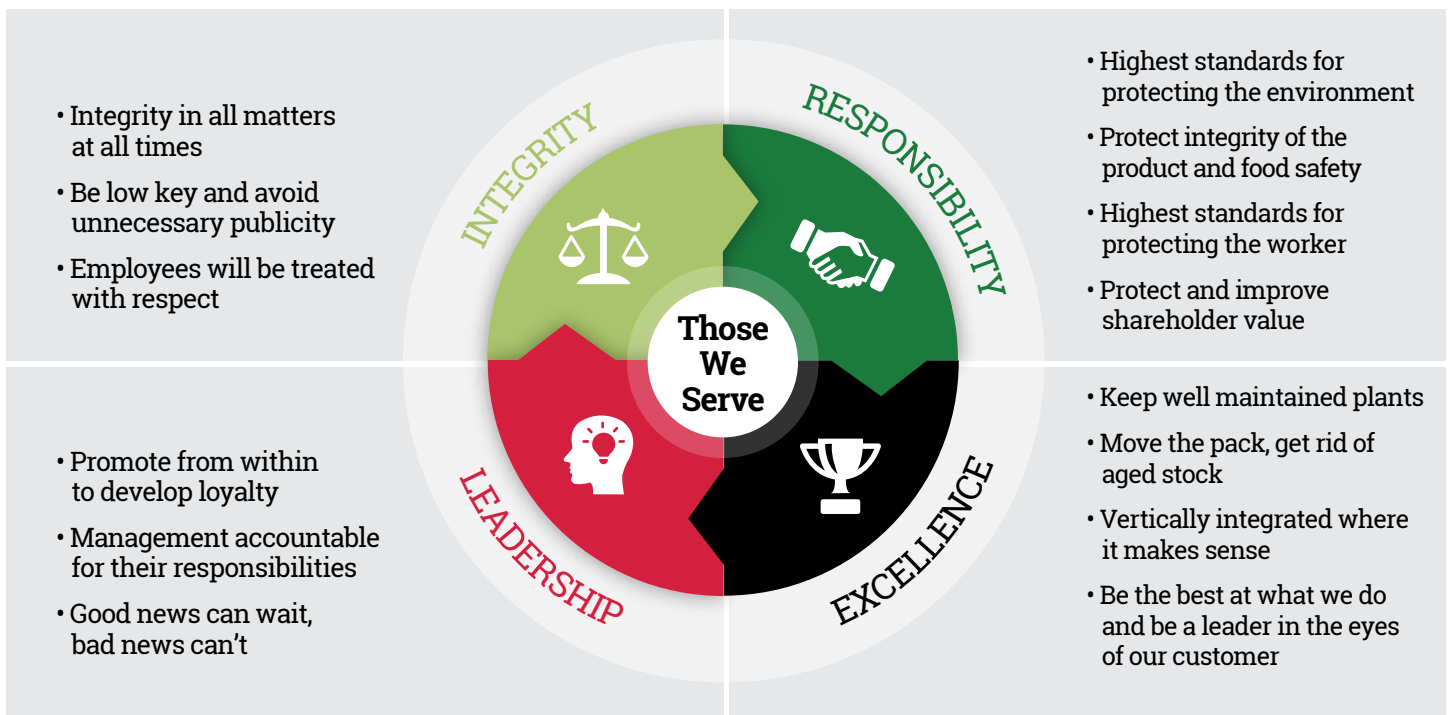 INTEGRITY
• Integrity in all matters
at all times
• Be low key and avoid
unnecessary publicity
• Employees will be treated
with respect
RESPONSIBILITY
• Highest standards for
protecting the environment
• Protect integrity of the
product and food safety
• Highest standards for
protecting the worker
• Protect and improve
shareholder value
Those
We
Serve
LEADERSHIP
• Promote from within
to develop loyalty
• Management accountable
for their responsibilities
• Good news can wait,
bad news can't
EXCELLENCE
• Keep well maintained plants
• Move the pack, get rid of
aged stock
• Vertically integrated where
it makes sense
• Be the best at what we do
and be a leader in the eyes
of our customer